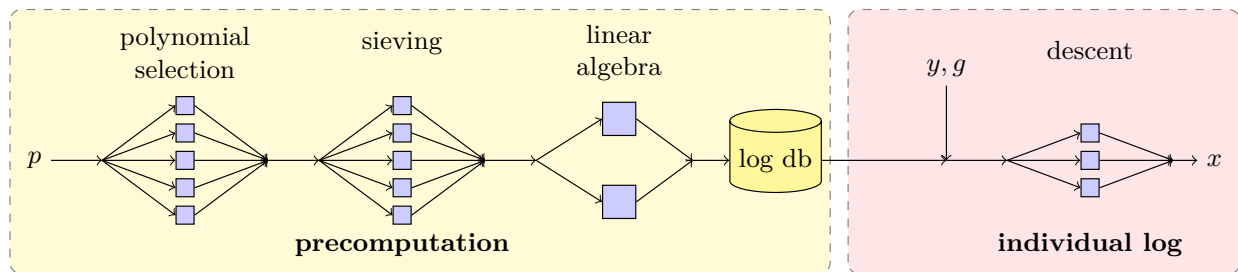 polynomial
selection
sieving
linear
algebra
p
log db
precomputation
y, g
descent
x
individual log